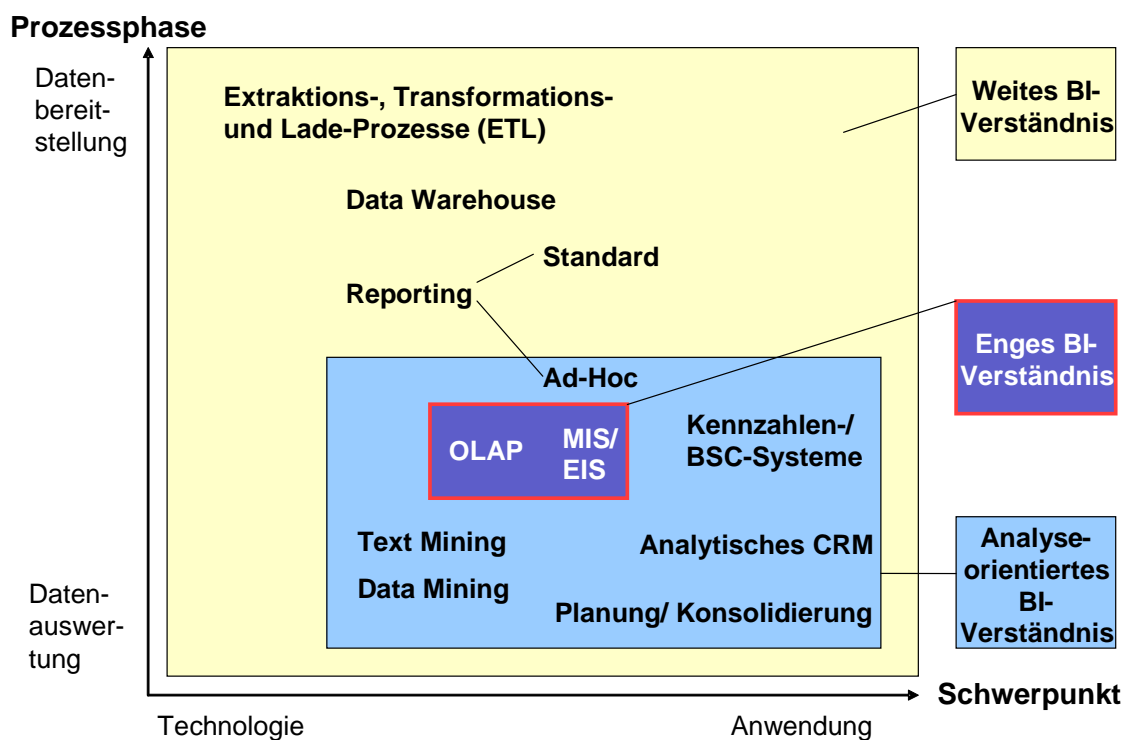 Prozessphase
Daten-
bereit-
stellung
Extraktions-, Transformations-
und Lade-Prozesse (ETL)
Weites BI-
Verständnis
Data Warehouse
Standard
Reporting
Ad-Hoc
Enges BI-
Verständnis
OLAP
MIS/
EIS
Kennzahlen-/
BSC-Systeme
Text Mining
Analytisches CRM
Data Mining
Planung/ Konsolidierung
Analyse-
orientiertes
BI-
Verständnis
Daten-
auswer-
tung
Schwerpunkt
Technologie
Anwendung